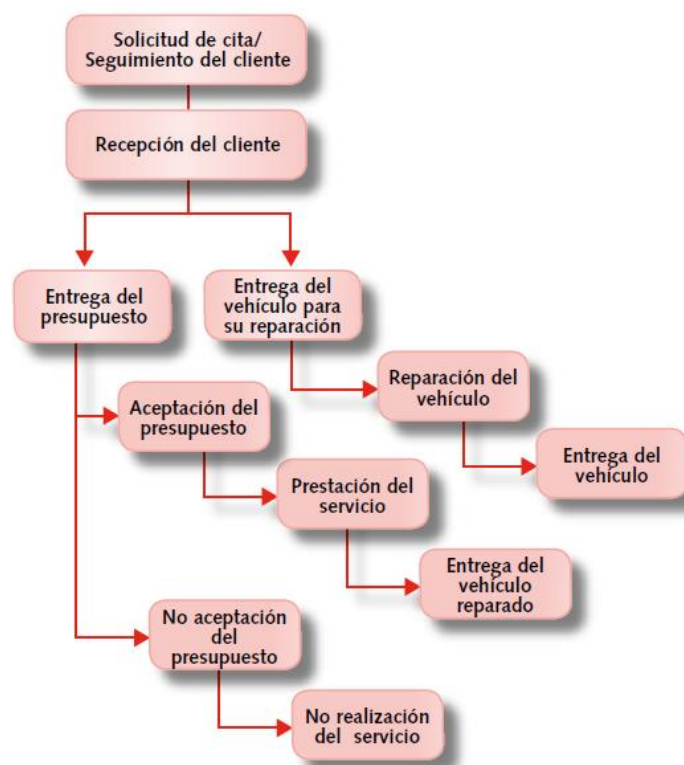 Solicitud de cita/
Seguimiento del cliente
Recepción del cliente
Entrega del
presupuesto
Entrega del
vehículo para
su reparación
Reparación del
vehículo
Aceptación del
presupuesto
Entrega del
vehículo
Prestación del
servicio
Entrega del
vehículo
reparado
No aceptación
del
presupuesto
No realización
del servicio